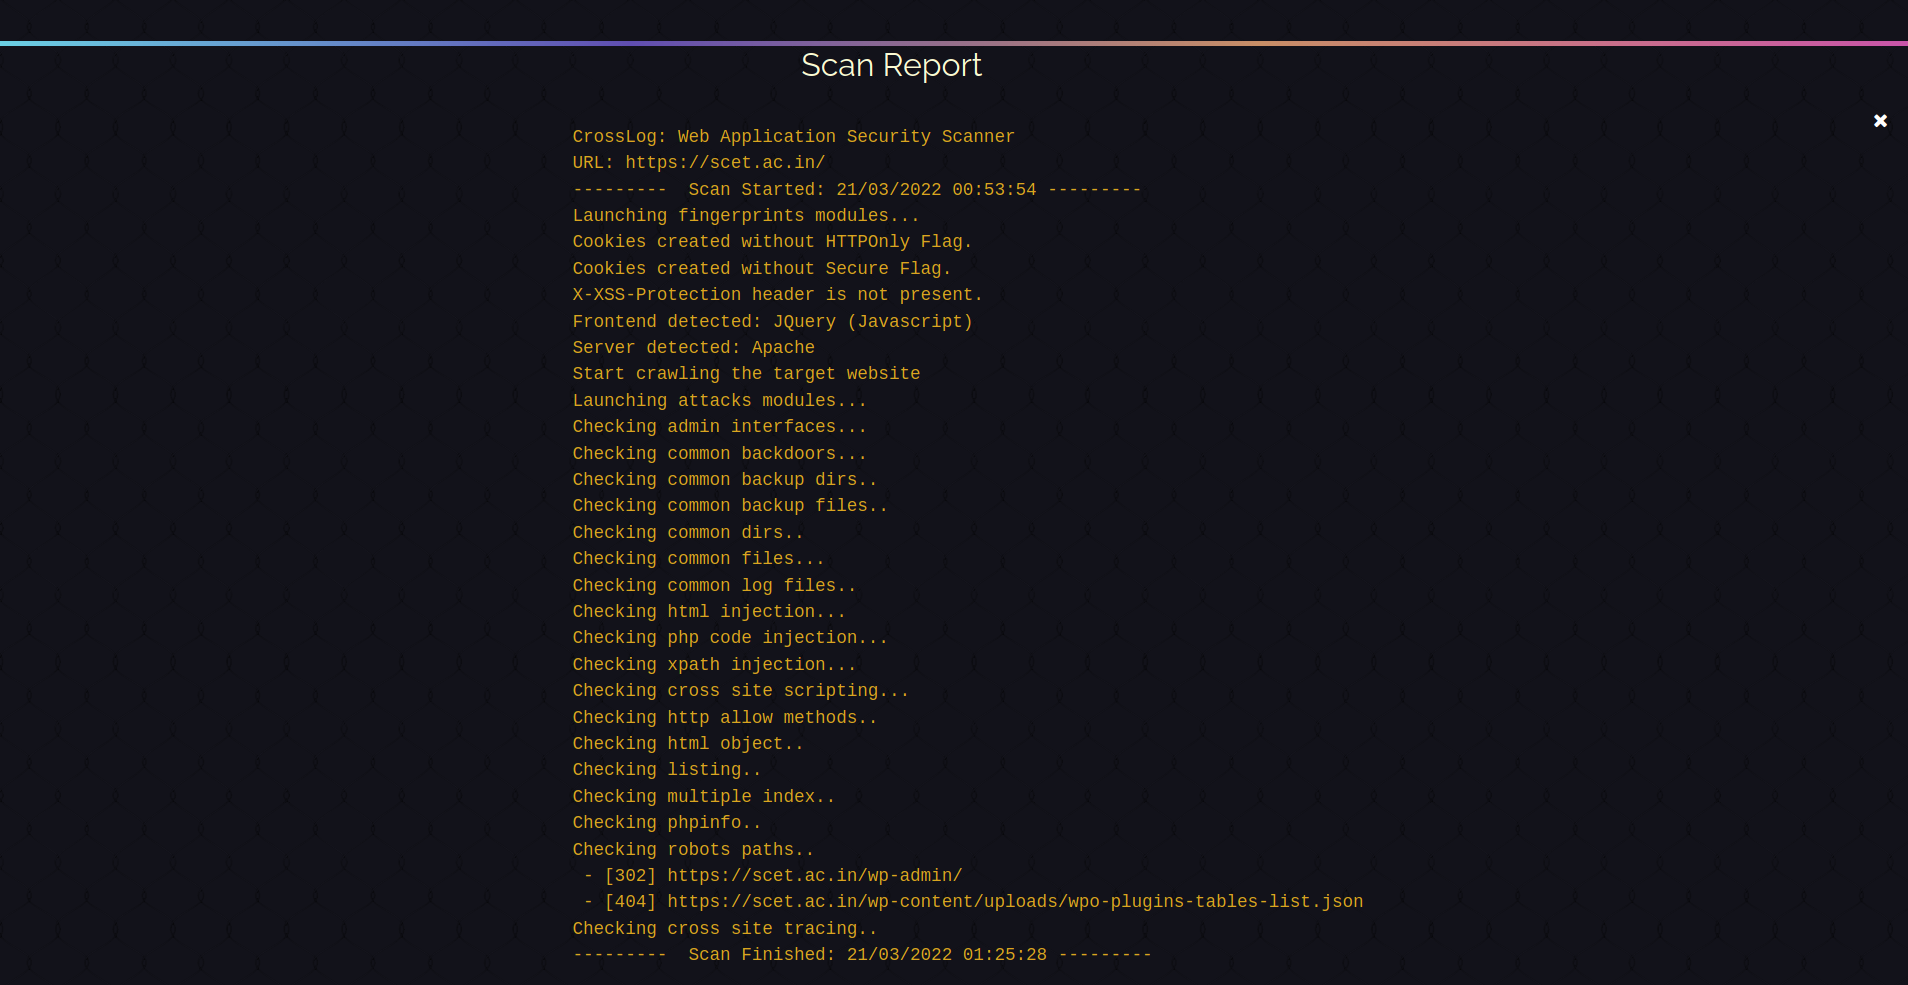 Scan Report
CrossLog: Web Application Security Scanner
URL: https://scet.ac.in/
---------  Scan Started: 21/03/2022 00:53:54 ---------
Launching fingerprints modules...
Cookies created without HTTPOnly Flag.
Cookies created without Secure Flag.
X-XSS-Protection header is not present.
Frontend detected: JQuery (Javascript)
Server detected: Apache
Start crawling the target website
Launching attacks modules...
Checking admin interfaces...
Checking common backdoors...
Checking common backup dirs..
Checking common backup files..
Checking common dirs..
Checking common files...
Checking common log files..
Checking html injection...
Checking php code injection...
Checking xpath injection...
Checking cross site scripting...
Checking http allow methods..
Checking html object..
Checking listing..
Checking multiple index..
Checking phpinfo..
Checking robots paths..
 - [302] https://scet.ac.in/wp-admin/
 - [404] https://scet.ac.in/wp-content/uploads/wpo-plugins-tables-list.json
Checking cross site tracing..
---------  Scan Finished: 21/03/2022 01:25:28 ---------